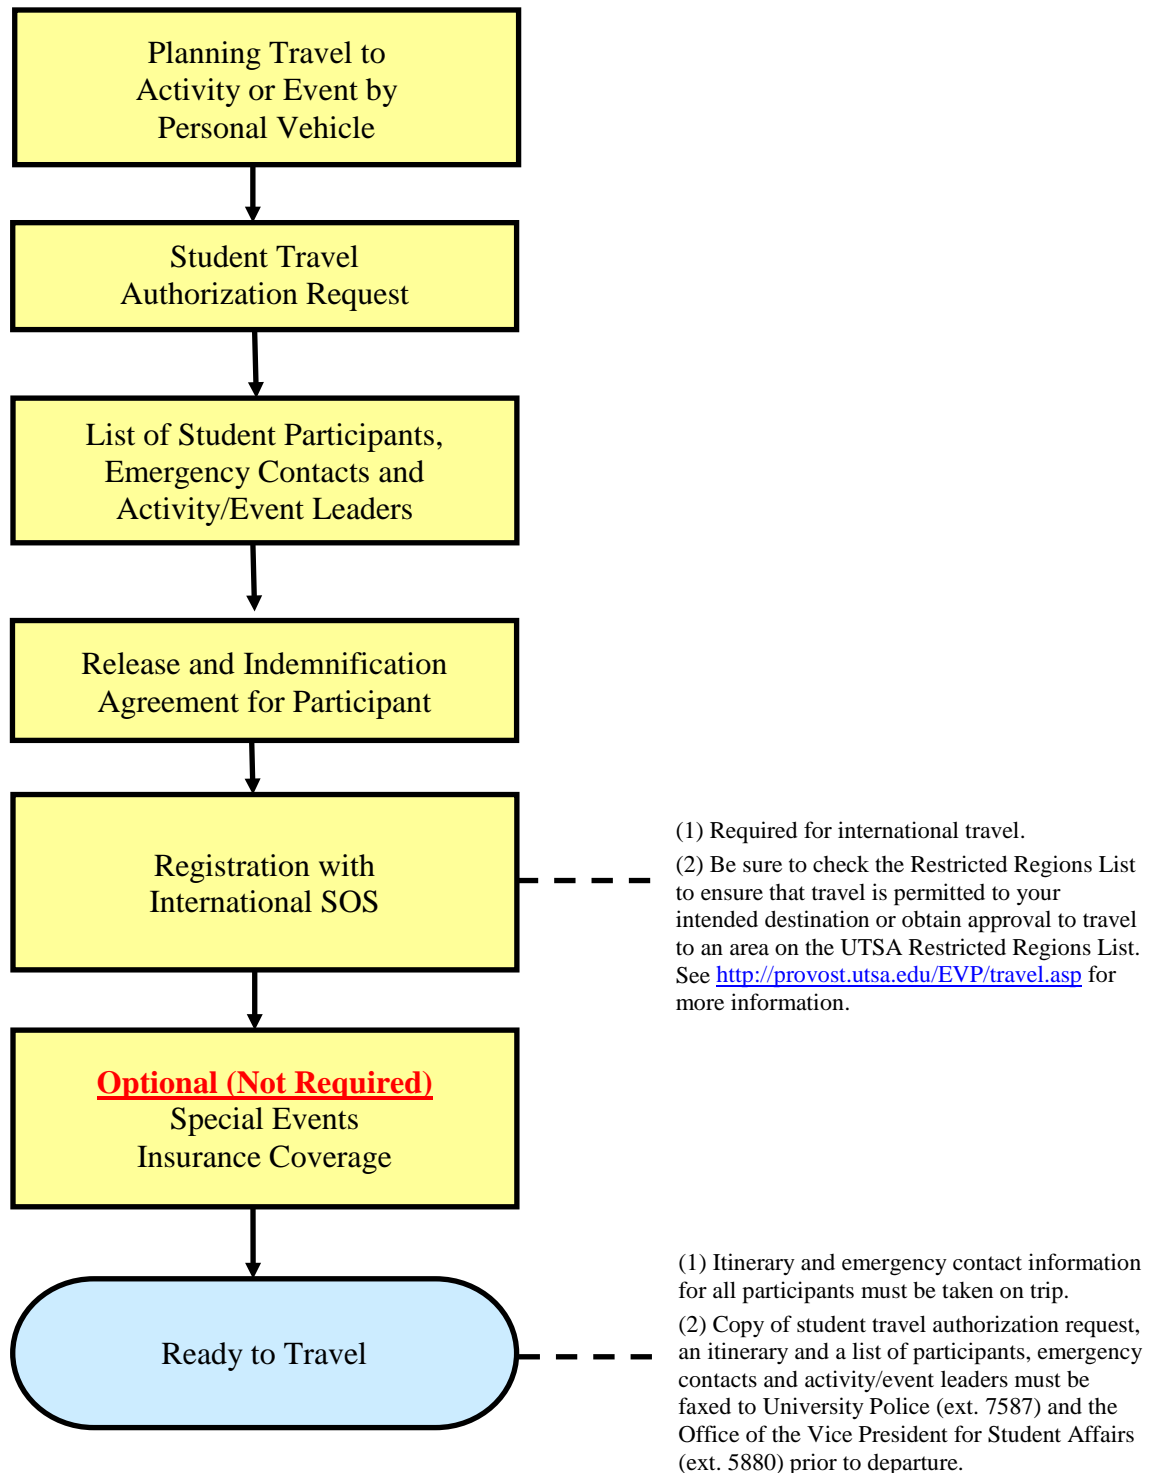 Planning Travel to
Activity or Event by
Personal Vehicle
Student Travel
Authorization Request
List of Student Participants,
Emergency Contacts and
Activity/Event Leaders
Release and Indemnification
Agreement for Participant
Registration with
International SOS
(1) Required for international travel.
(2) Be sure to check the Restricted Regions List
to ensure that travel is permitted to your
intended destination or obtain approval to travel
to an area on the UTSA Restricted Regions List.
See http://provost.utsa.edu/EVP/travel.asp for
more information.
Optional (Not Required)
Special Events
Insurance Coverage
Ready to Travel
(1) Itinerary and emergency contact information
for all participants must be taken on trip.
(2) Copy of student travel authorization request,
an itinerary and a list of participants, emergency
contacts and activity/event leaders must be
faxed to University Police (ext. 7587) and the
Office of the Vice President for Student Affairs
(ext. 5880) prior to departure.